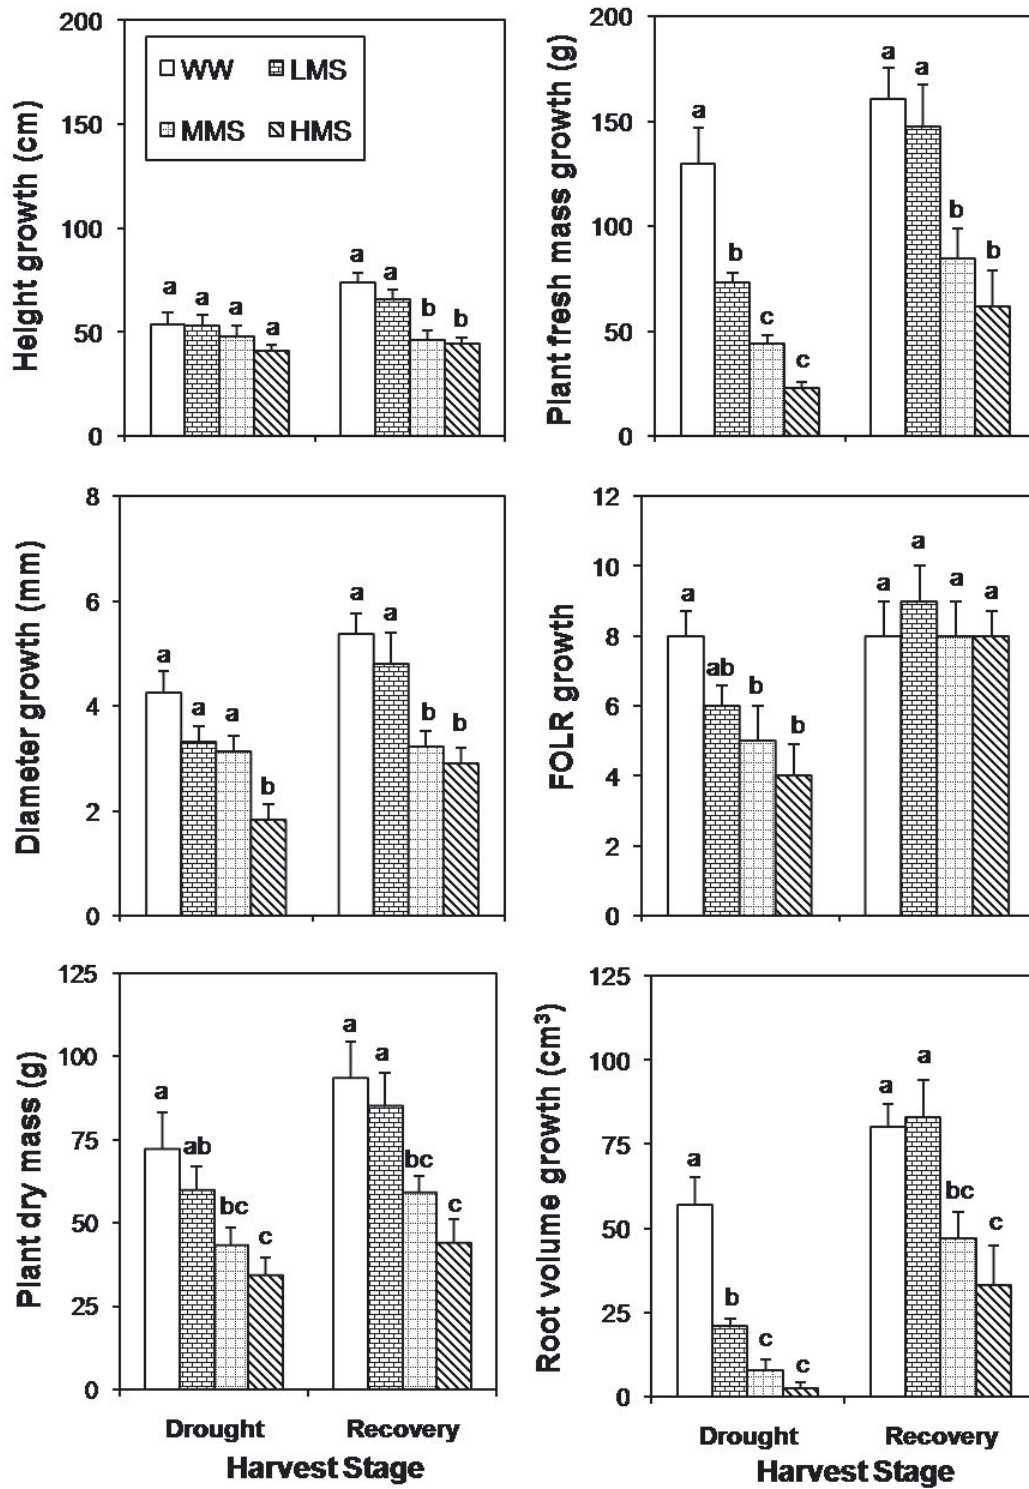 Height growth (cm)
200
150
100
50
0
WW LMS
MMS HMS
a a a a
a a b b
Plant fresh mass growth (g)
200
150
100
50
0
a b c c
a a b b
Diameter growth (mm)
8
6
4
2
0
a a a b
a a b b
FOLR growth
12
10
8
6
4
2
0
a ab b b
a a a a
Plant dry mass (g)
125
100
75
50
25
0
a ab bc c
a a bc c
Drought Recovery
Harvest Stage
Root volume growth (cm³)
125
100
75
50
25
0
a b c c
a a bc c
Drought Recovery
Harvest Stage